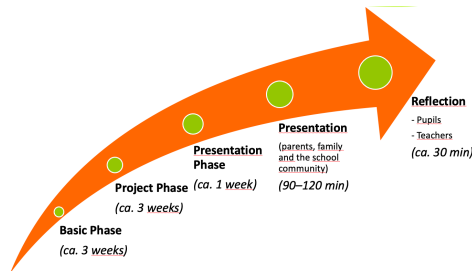 Basic Phase
(ca. 3 weeks)
Project Phase
(ca. 3 weeks)
Presentation
Phase
(ca. 1 week)
Presentation
(parents, family
and the school
community)
(90–120 min)
Reflection
- Pupils
- Teachers
(ca. 30 min)